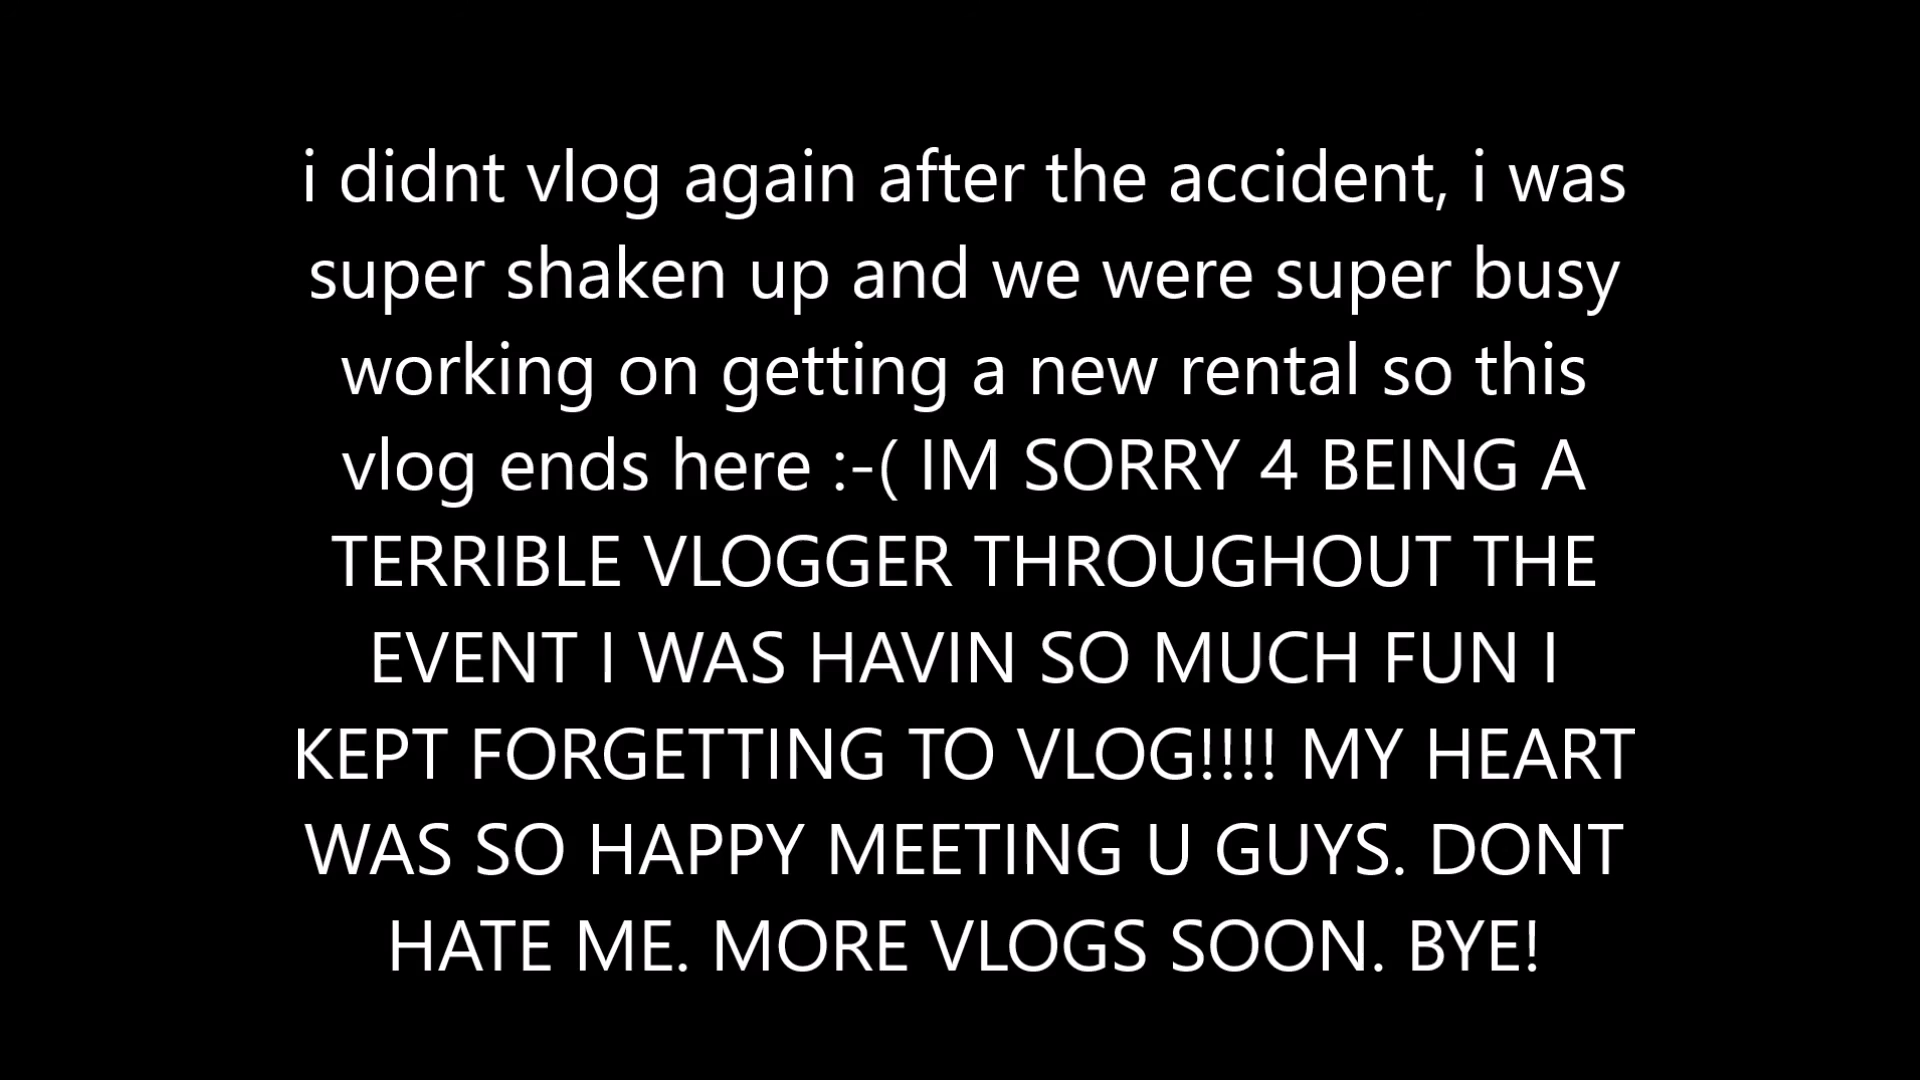 i didnt vlog again after the accident, i was
super shaken up and we were super busy
working on getting a new rental so this
vlog ends here :-( IM SORRY 4 BEING A
TERRIBLE VLOGGER THROUGHOUT THE
EVENT I WAS HAVIN SO MUCH FUN I
KEPT FORGETTING TO VLOG!!!! MY HEART
WAS SO HAPPY MEETING U GUYS. DONT
HATE ME. MORE VLOGS SOON. BYE!